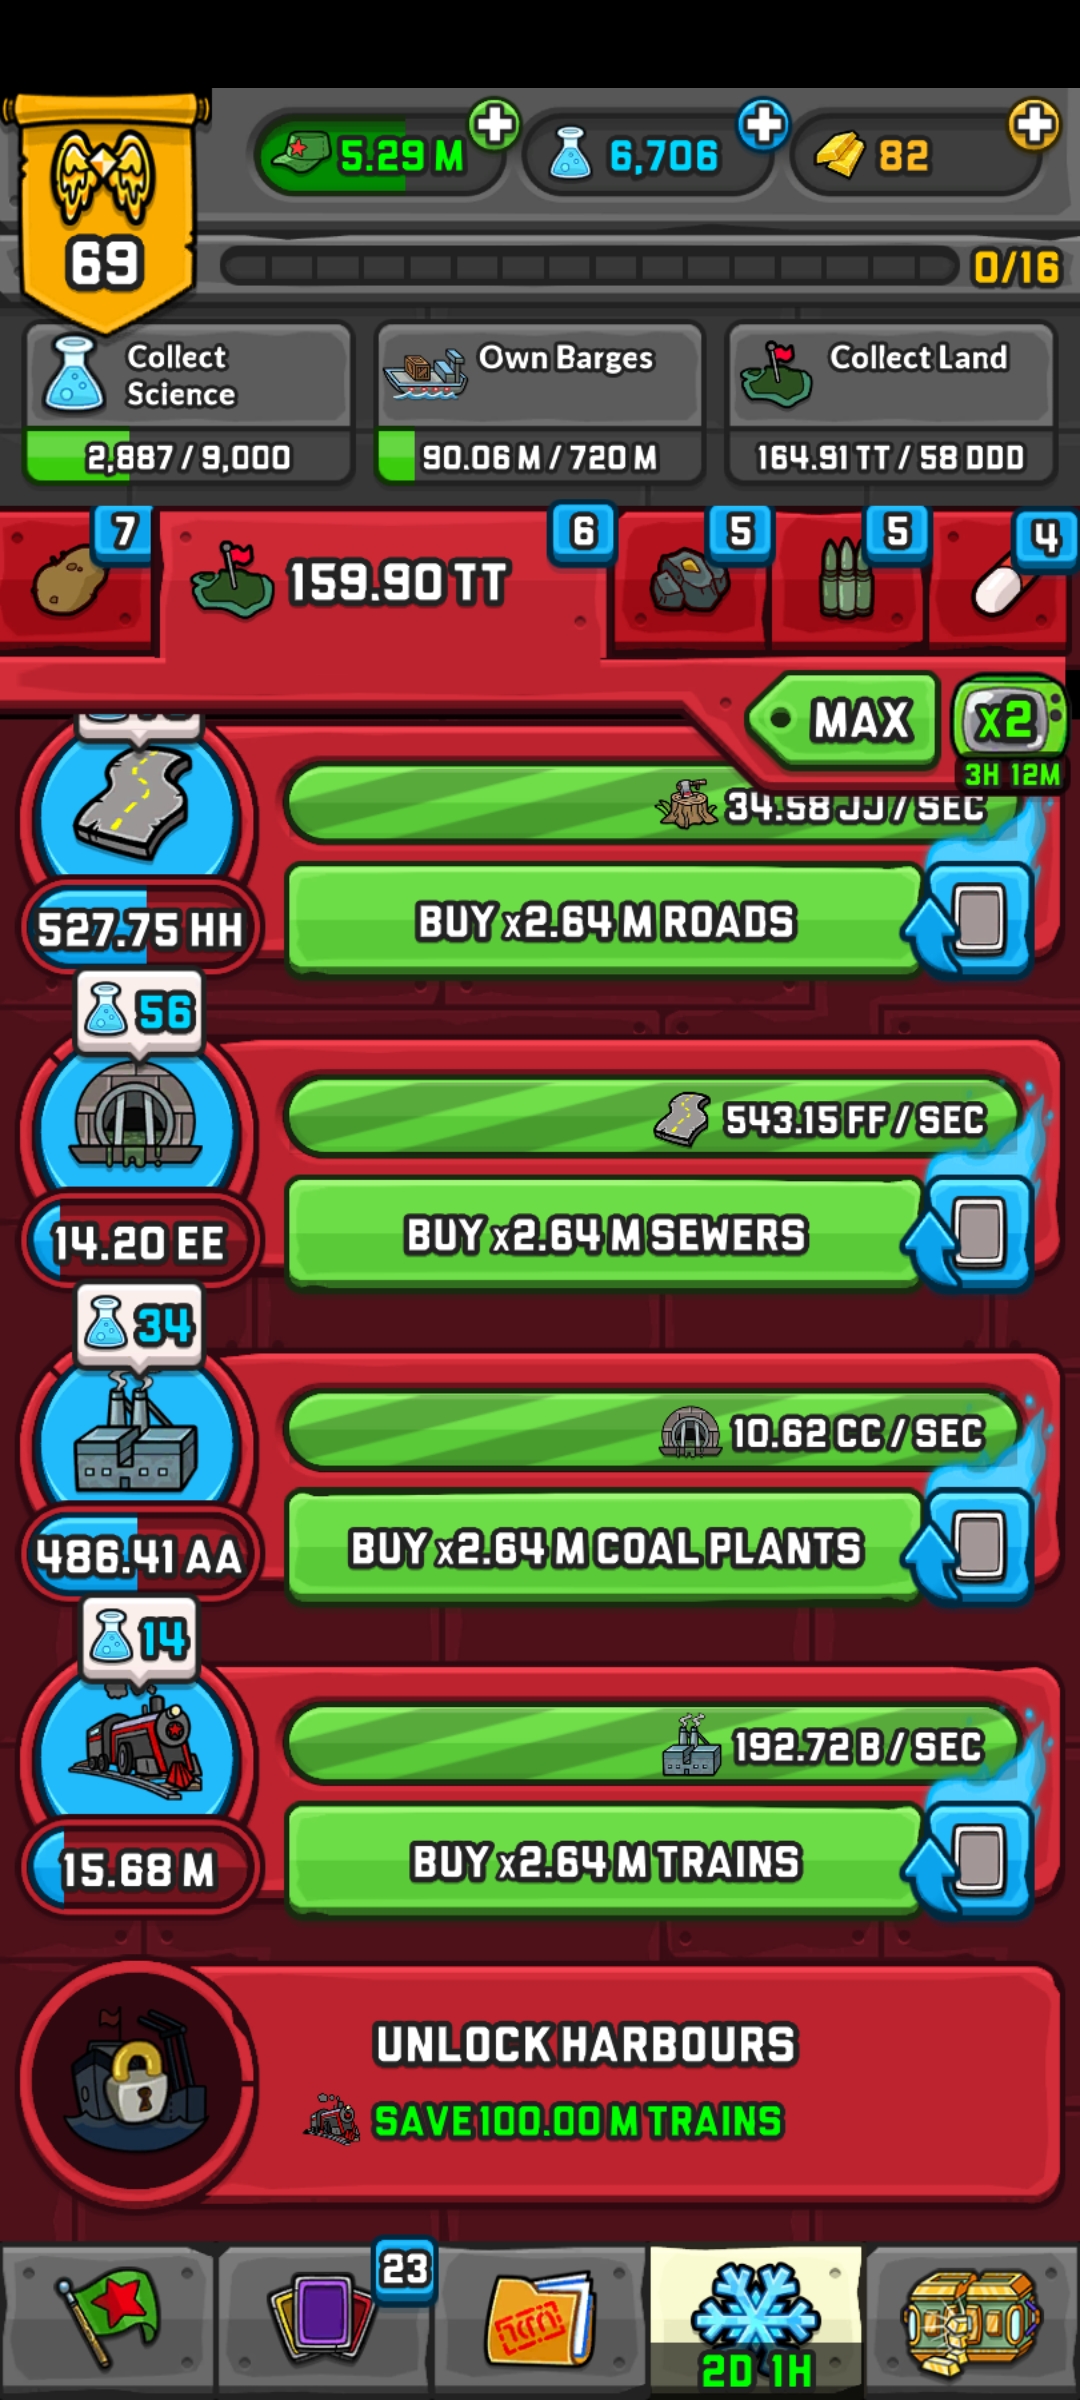 5.29 M
6,706
82
69
0/16
Collect
Science
2,887 / 9,000
Own Barges
90.06 M / 720 M
Collect Land
164.91 TT / 58 DDD
7
159.90 TT
6
5
5
4
MAX
x2
3H 12M
34.58 JJ / SEC
BUY x2.64 M ROADS
527.75 HH
56
543.15 FF / SEC
BUY x2.64 M SEWERS
14.20 EE
34
10.62 CC / SEC
BUY x2.64 M COAL PLANTS
486.41 AA
14
192.72 B / SEC
BUY x2.64 M TRAINS
15.68 M
UNLOCK HARBOURS
SAVE 100.00 M TRAINS
23
2D 1H